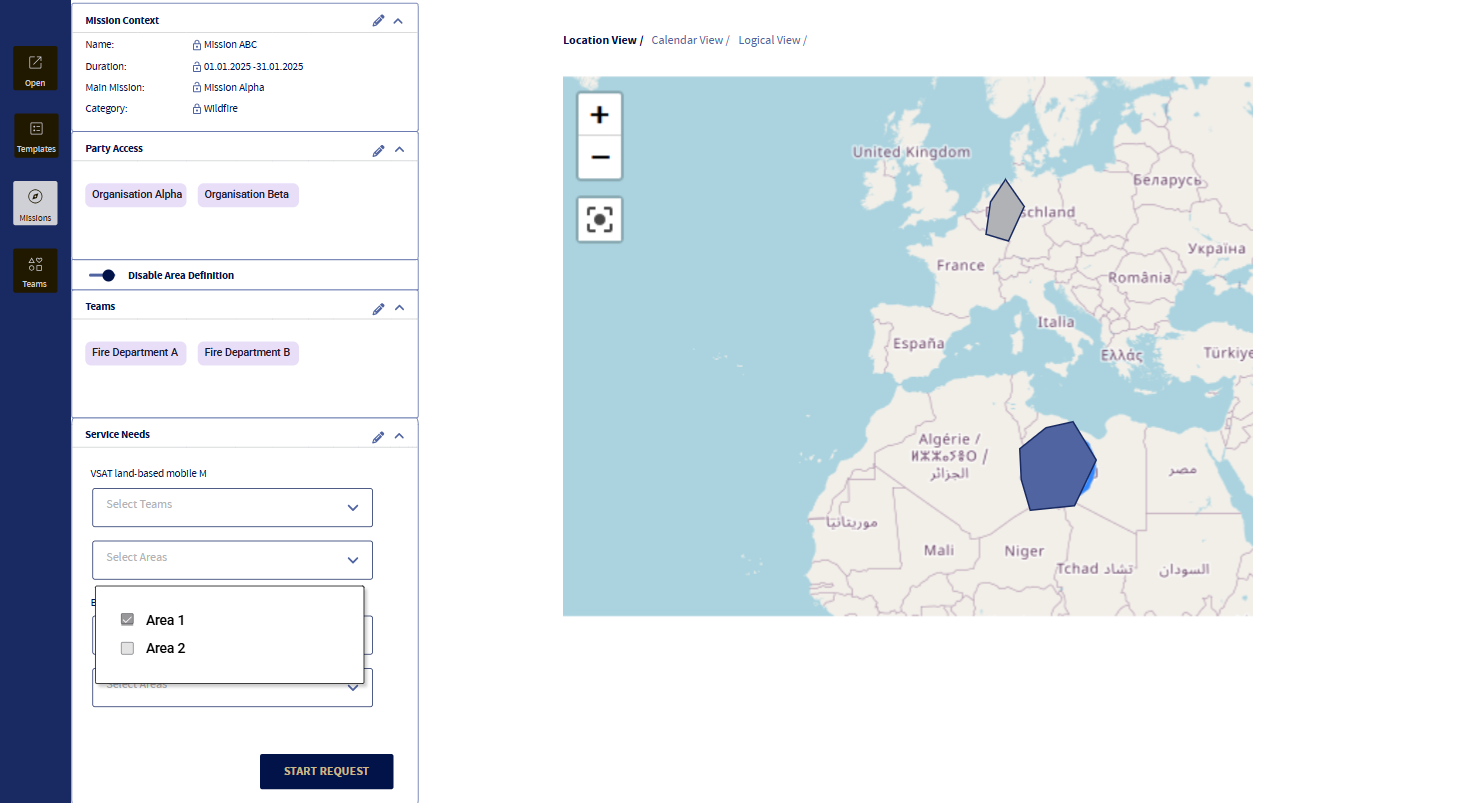 Open
Templates
Missions
Teams
Mission Context
Name: Mission ABC
Duration: 01.01.2025 -31.01.2025
Main Mission: Mission Alpha
Category: Wildfire
Party Access
Organisation Alpha Organisation Beta
Disable Area Definition
Teams
Fire Department A Fire Department B
Service Needs
VSAT land-based mobile M
Select Teams
Select Areas
Area 1
Area 2
Select Areas
START REQUEST
Location View / Calendar View / Logical View /
+
−
United Kingdom
Беларусь
schland
Україна
France
România
Italia
España
Ελλάς
Türkiye
Algérie /
ⵍⵣⵣⴰⵢⴻⵔ /
الجزائر
مصر
موريتانيا
Mali
Niger
Tchad تشاد
السودان